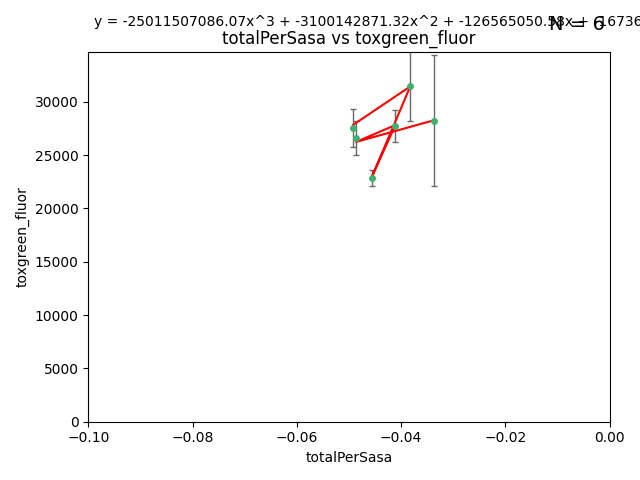 y = -25011507086.07x^3 + -3100142871.32x^2 + -126565050.58x + -16736
N = 6
totalPerSasa vs toxgreen_fluor
30000
25000
20000
15000
10000
5000
0
toxgreen_fluor
−0.10 −0.08 −0.06 −0.04 −0.02 0.00
totalPerSasa